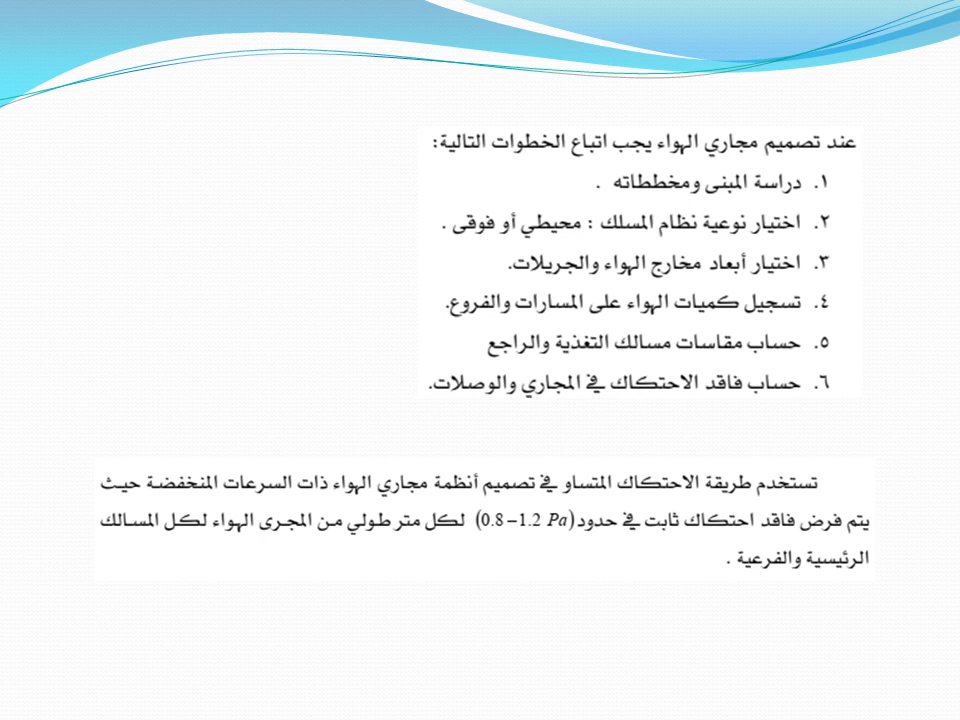 عند تصميم مجاري الهواء يجب اتباع الخطوات التالية:
١. دراسة المبنى ومخططاته .
٢. اختيار نوعية نظام المسلك : محيطي أو فوقى .
٣. اختيار أبعاد مخارج الهواء والجريلات.
٤. تسجيل كميات الهواء على المسارات والفروع.
٥. حساب مقاسات مسالك التغذية والراجع
٦. حساب فاقد الاحتكاك في المجاري والوصلات.
تستخدم طريقة الاحتكاك المتساو في تصميم أنظمة مجاري الهواء ذات السرعات المنخفضة حيث
يتم فرض فاقد احتكاك ثابت في حدود (0.8–1.2 Pa) لكل متر طولي من المجرى الهواء لكل المسالك
الرئيسية والفرعية .